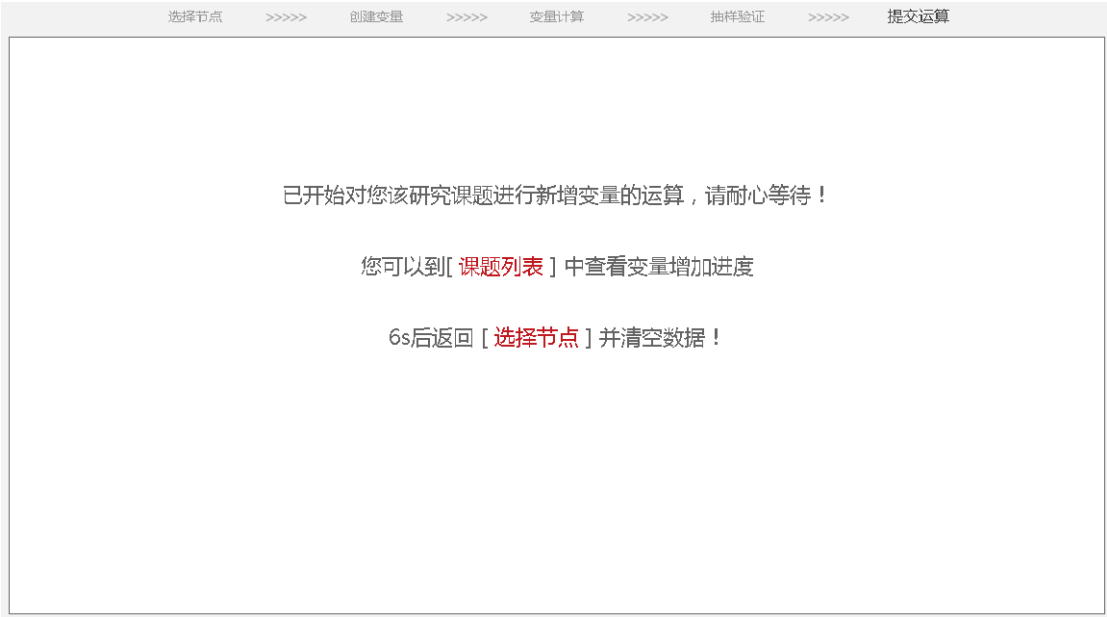 选择节点 >>>>> 创建变量 >>>>> 变量计算 >>>>> 抽样验证 >>>>> 提交运算
已开始对您该研究课题进行新增变量的运算，请耐心等待！
您可以到[ 课题列表 ] 中查看变量增加进度
6s后返回 [ 选择节点 ] 并清空数据！